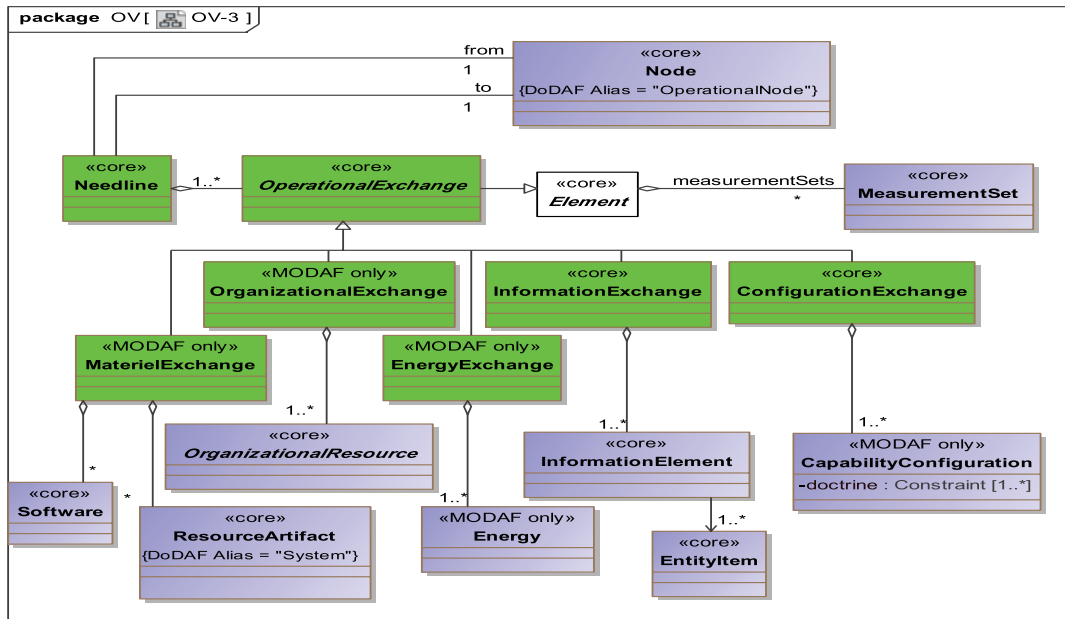 package OV [ OV-3 ]
from
1
to
1
«core»
Node
{DoDAF Alias = "OperationalNode"}
«core»
Needline
1..*
«core»
OperationalExchange
«core»
Element
measurementSets
*
«core»
MeasurementSet
«MODAF only»
OrganizationalExchange
«core»
InformationExchange
«core»
ConfigurationExchange
«MODAF only»
MaterielExchange
«MODAF only»
EnergyExchange
1..*
1..*
1..*
«core»
OrganizationalResource
«core»
InformationElement
«MODAF only»
CapabilityConfiguration
-doctrine : Constraint [1..*]
*
*
1..*
1..*
«core»
Software
«core»
ResourceArtifact
{DoDAF Alias = "System"}
«MODAF only»
Energy
«core»
EntityItem